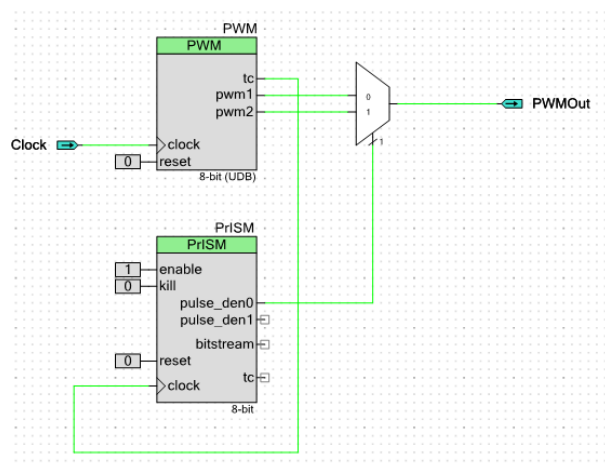 PWM
PWM
tc
pwm1
pwm2
0
1
1
PWMOut
Clock
clock
0
reset
8-bit (UDB)
PrISM
PrISM
1
enable
0
kill
pulse_den0
pulse_den1
bitstream
0
reset
tc
clock
8-bit